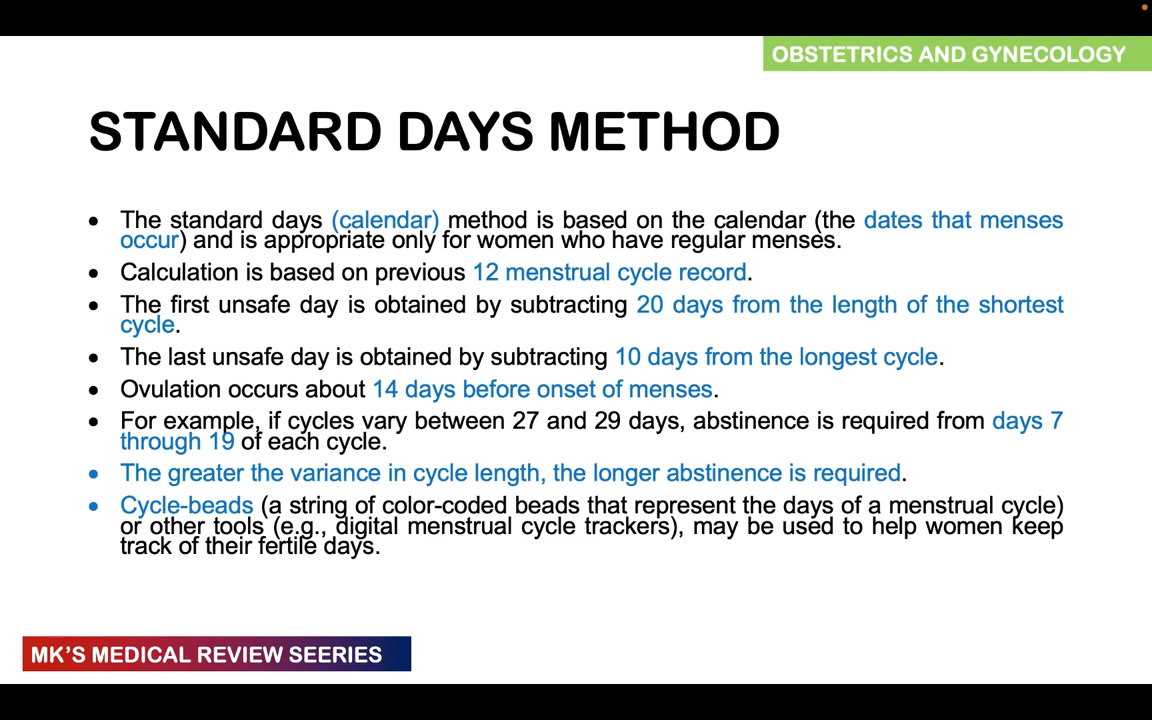 OBSTETRICS AND GYNECOLOGY
STANDARD DAYS METHOD
• The standard days (calendar) method is based on the calendar (the dates that menses
occur) and is appropriate only for women who have regular menses.
• Calculation is based on previous 12 menstrual cycle record.
• The first unsafe day is obtained by subtracting 20 days from the length of the shortest
cycle.
• The last unsafe day is obtained by subtracting 10 days from the longest cycle.
• Ovulation occurs about 14 days before onset of menses.
• For example, if cycles vary between 27 and 29 days, abstinence is required from days 7
through 19 of each cycle.
• The greater the variance in cycle length, the longer abstinence is required.
• Cycle-beads (a string of color-coded beads that represent the days of a menstrual cycle)
or other tools (e.g., digital menstrual cycle trackers), may be used to help women keep
track of their fertile days.
MK'S MEDICAL REVIEW SEERIES